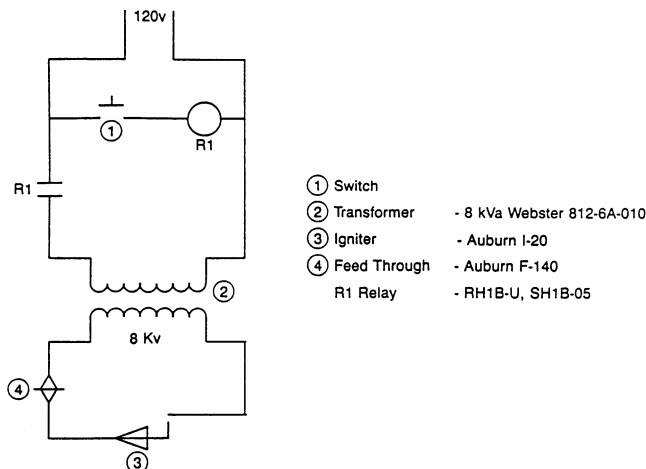 120v
1
R1
R1
2
8 Kv
4
3
1 Switch
2 Transformer - 8 kVa Webster 812-6A-010
3 Igniter - Auburn I-20
4 Feed Through - Auburn F-140
R1 Relay - RH1B-U, SH1B-05